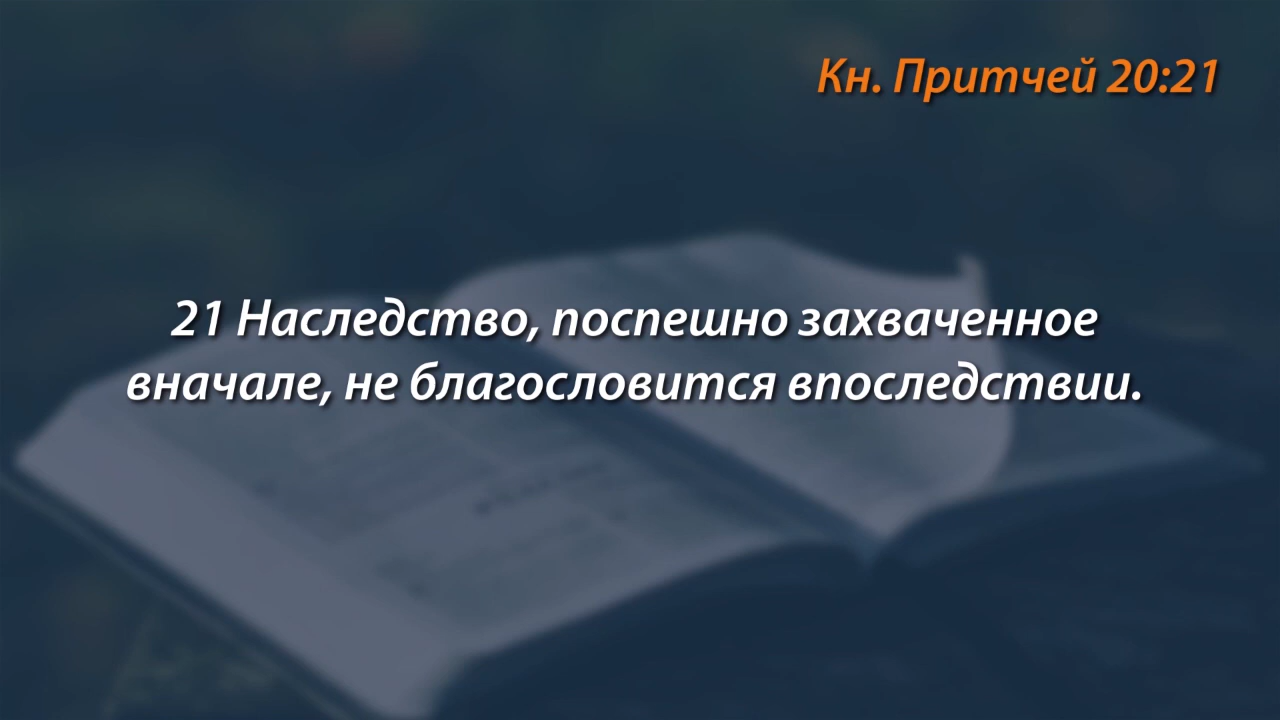 Кн. Притчей 20:21
21 Наследство, поспешно захваченное
вначале, не благословится впоследствии.